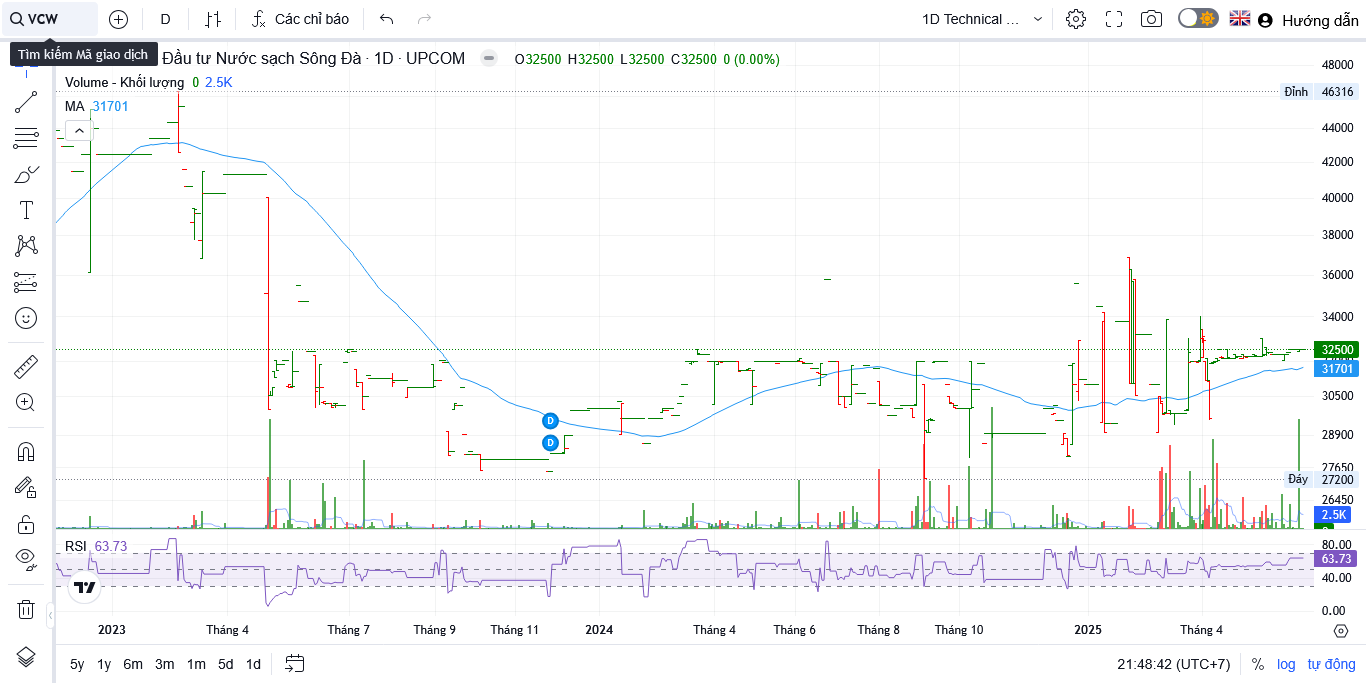 VCW
D
Các chỉ báo
1D Technical ...
Hướng dẫn
Tìm kiếm Mã giao dịch
Đầu tư Nước sạch Sông Đà · 1D · UPCOM
O32500 H32500 L32500 C32500 0 (0.00%)
Volume - Khối lượng 0 2.5K
MA 31701
48000
Đỉnh 46316
44000
42000
40000
38000
36000
34000
32500
31701
30500
D
D
28900
27650
Đáy 27200
26450
2.5K
RSI 63.73
80.00
63.73
40.00
0.00
2023 Tháng 4 Tháng 7 Tháng 9 Tháng 11 2024 Tháng 4 Tháng 6 Tháng 8 Tháng 10 2025 Tháng 4
5y 1y 6m 3m 1m 5d 1d
21:48:42 (UTC+7) % log tự động